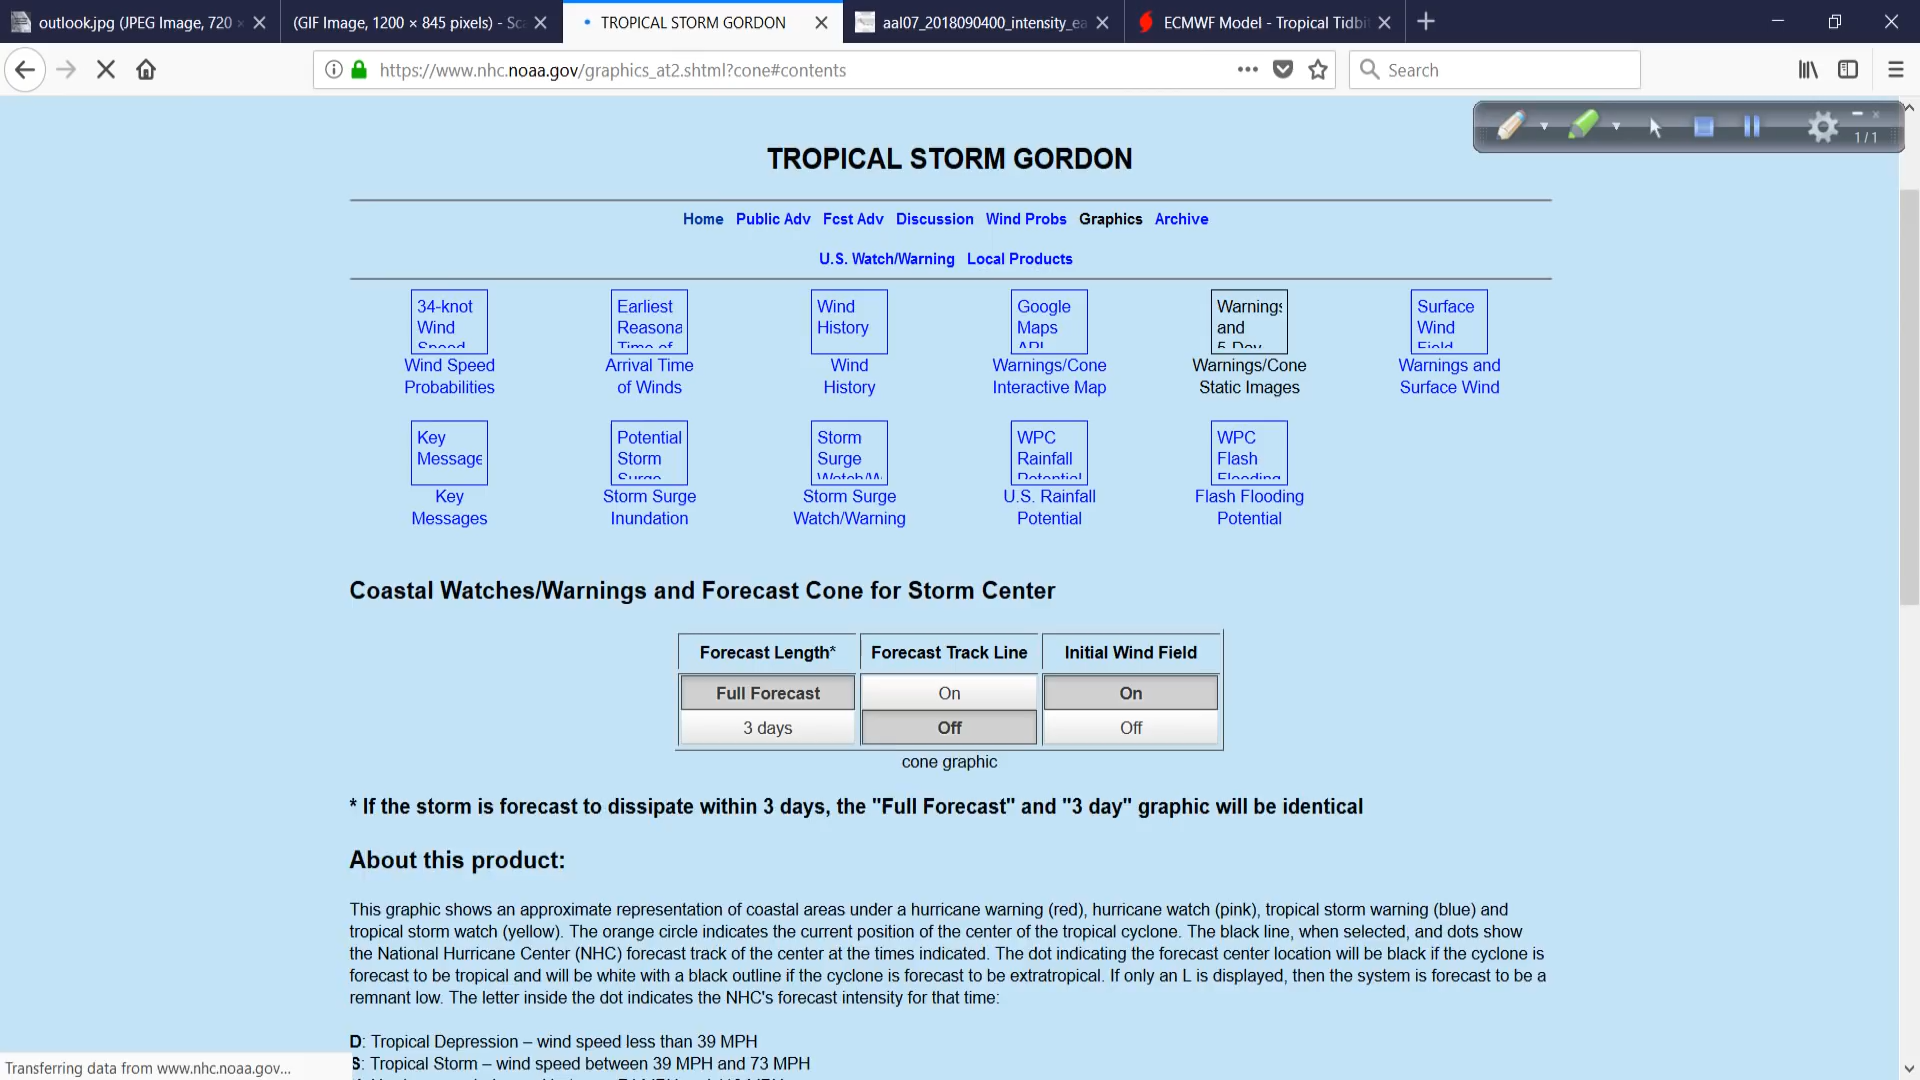 outlook.jpg (JPEG Image, 720
(GIF Image, 1200 × 845 pixels) - Sc
TROPICAL STORM GORDON
aal07_2018090400_intensity_ea
ECMWF Model - Tropical Tidbi
https://www.nhc.noaa.gov/graphics_at2.shtml?cone#contents
Search
1/1
TROPICAL STORM GORDON
Home Public Adv Fcst Adv Discussion Wind Probs Graphics Archive
U.S. Watch/Warning Local Products
34-knot
Wind
Speed
Wind Speed
Probabilities
Earliest
Reasona
Time of
Arrival Time
of Winds
Wind
History
Wind
History
Google
Maps
API
Warnings/Cone
Interactive Map
Warnings
and
5-Day
Warnings/Cone
Static Images
Surface
Wind
Field
Warnings and
Surface Wind
Key
Message
Key
Messages
Potential
Storm
Surge
Storm Surge
Inundation
Storm
Surge
Watch/W
Storm Surge
Watch/Warning
WPC
Rainfall
Potential
U.S. Rainfall
Potential
WPC
Flash
Flooding
Flash Flooding
Potential
Coastal Watches/Warnings and Forecast Cone for Storm Center
Forecast Length* Forecast Track Line Initial Wind Field
Full Forecast On On
3 days Off Off
cone graphic
* If the storm is forecast to dissipate within 3 days, the "Full Forecast" and "3 day" graphic will be identical
About this product:
This graphic shows an approximate representation of coastal areas under a hurricane warning (red), hurricane watch (pink), tropical storm warning (blue) and
tropical storm watch (yellow). The orange circle indicates the current position of the center of the tropical cyclone. The black line, when selected, and dots show
the National Hurricane Center (NHC) forecast track of the center at the times indicated. The dot indicating the forecast center location will be black if the cyclone is
forecast to be tropical and will be white with a black outline if the cyclone is forecast to be extratropical. If only an L is displayed, then the system is forecast to be a
remnant low. The letter inside the dot indicates the NHC's forecast intensity for that time:
D: Tropical Depression – wind speed less than 39 MPH
S: Tropical Storm – wind speed between 39 MPH and 73 MPH
Transferring data from www.nhc.noaa.gov...